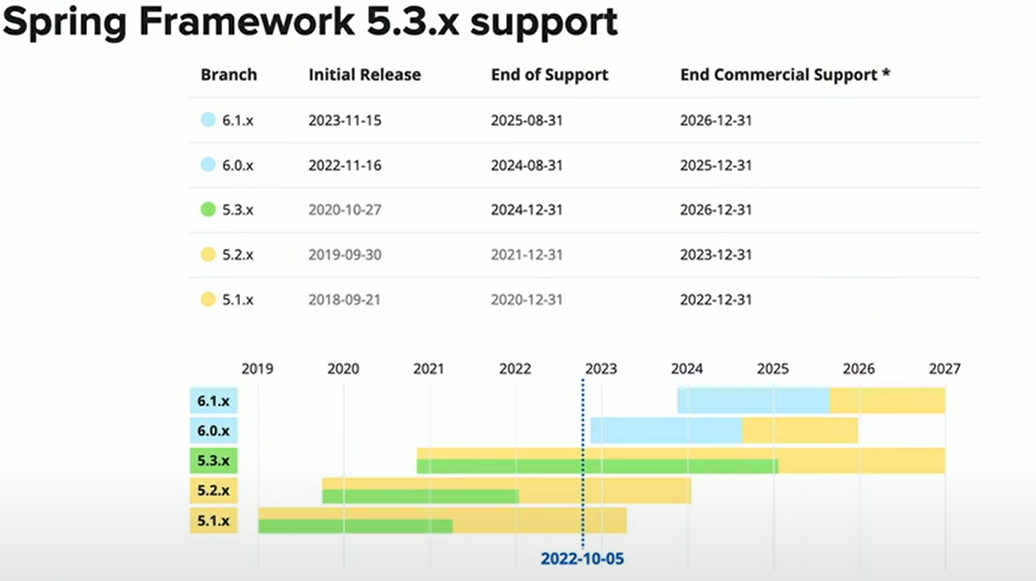 Spring Framework 5.3.x support
Branch Initial Release End of Support End Commercial Support *
6.1.x 2023-11-15 2025-08-31 2026-12-31
6.0.x 2022-11-16 2024-08-31 2025-12-31
5.3.x 2020-10-27 2024-12-31 2026-12-31
5.2.x 2019-09-30 2021-12-31 2023-12-31
5.1.x 2018-09-21 2020-12-31 2022-12-31
2019 2020 2021 2022 2023 2024 2025 2026 2027
6.1.x
6.0.x
5.3.x
5.2.x
5.1.x
2022-10-05